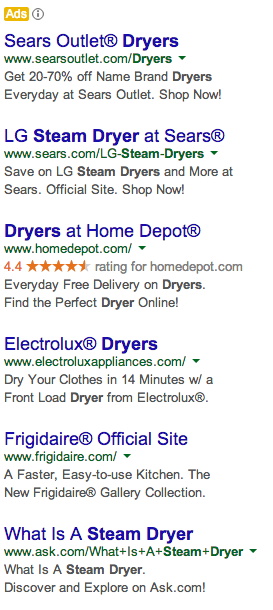 Ads
Sears Outlet® Dryers
www.searsoutlet.com/Dryers
Get 20-70% off Name Brand Dryers
Everyday at Sears Outlet. Shop Now!
LG Steam Dryer at Sears®
www.sears.com/LG-Steam-Dryers
Save on LG Steam Dryers and More at
Sears. Official Site. Shop Now!
Dryers at Home Depot®
www.homedepot.com/
4.4 ★★★★★ rating for homedepot.com
Everyday Free Delivery on Dryers.
Find the Perfect Dryer Online!
Electrolux® Dryers
www.electroluxappliances.com/
Dry Your Clothes in 14 Minutes w/ a
Front Load Dryer from Electrolux®.
Frigidaire® Official Site
www.frigidaire.com/
A Faster, Easy-to-use Kitchen. The
New Frigidaire® Gallery Collection.
What Is A Steam Dryer
www.ask.com/What+Is+A+Steam+Dryer
What Is A Steam Dryer.
Discover and Explore on Ask.com!